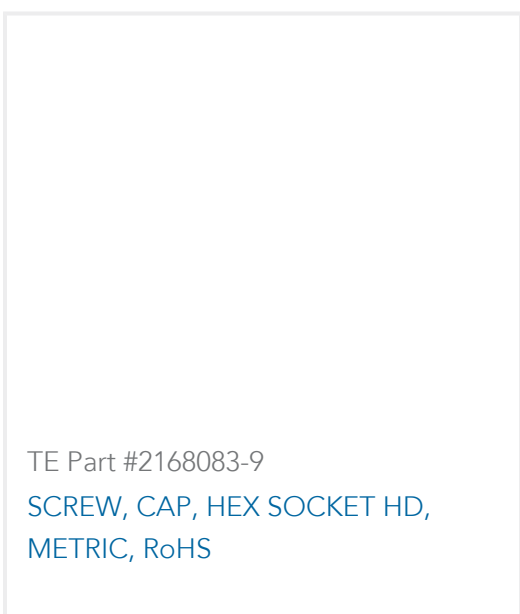 TE Part #2168083-9
SCREW, CAP, HEX SOCKET HD,
METRIC, RoHS